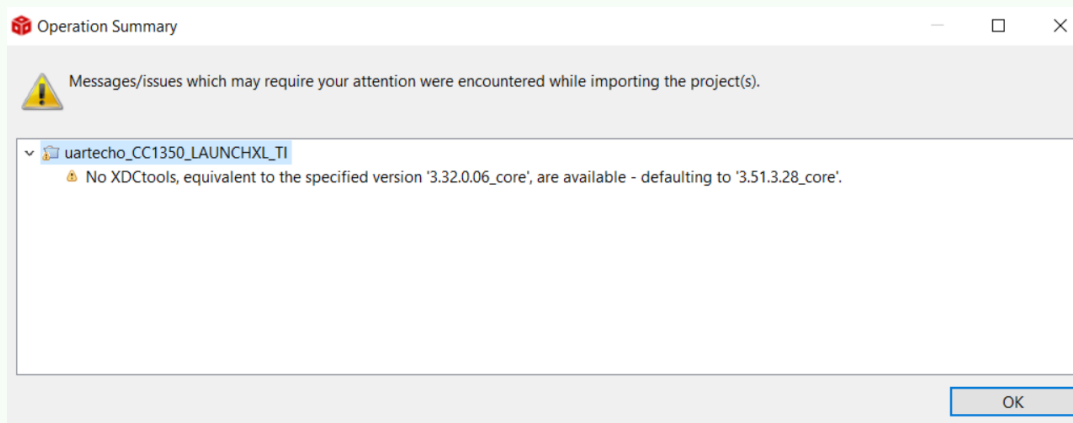 Operation Summary
Messages/issues which may require your attention were encountered while importing the project(s).
uartecho_CC1350_LAUNCHXL_TI
No XDCtools, equivalent to the specified version '3.32.0.06_core', are available - defaulting to '3.51.3.28_core'.
OK